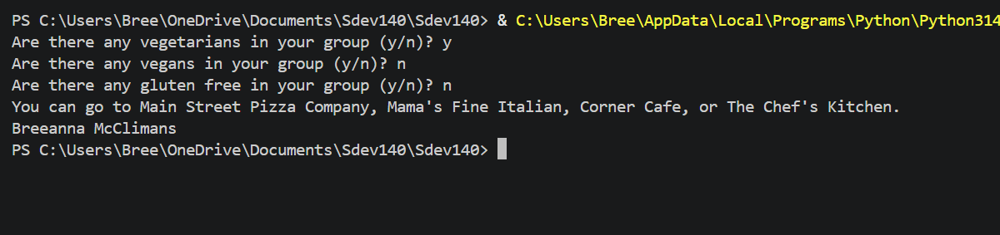 PS C:\Users\Bree\OneDrive\Documents\Sdev140\Sdev140> & C:\Users\Bree\AppData\Local\Programs\Python\Python314
Are there any vegetarians in your group (y/n)? y
Are there any vegans in your group (y/n)? n
Are there any gluten free in your group (y/n)? n
You can go to Main Street Pizza Company, Mama's Fine Italian, Corner Cafe, or The Chef's Kitchen.
Breeanna McClimans
PS C:\Users\Bree\OneDrive\Documents\Sdev140\Sdev140>